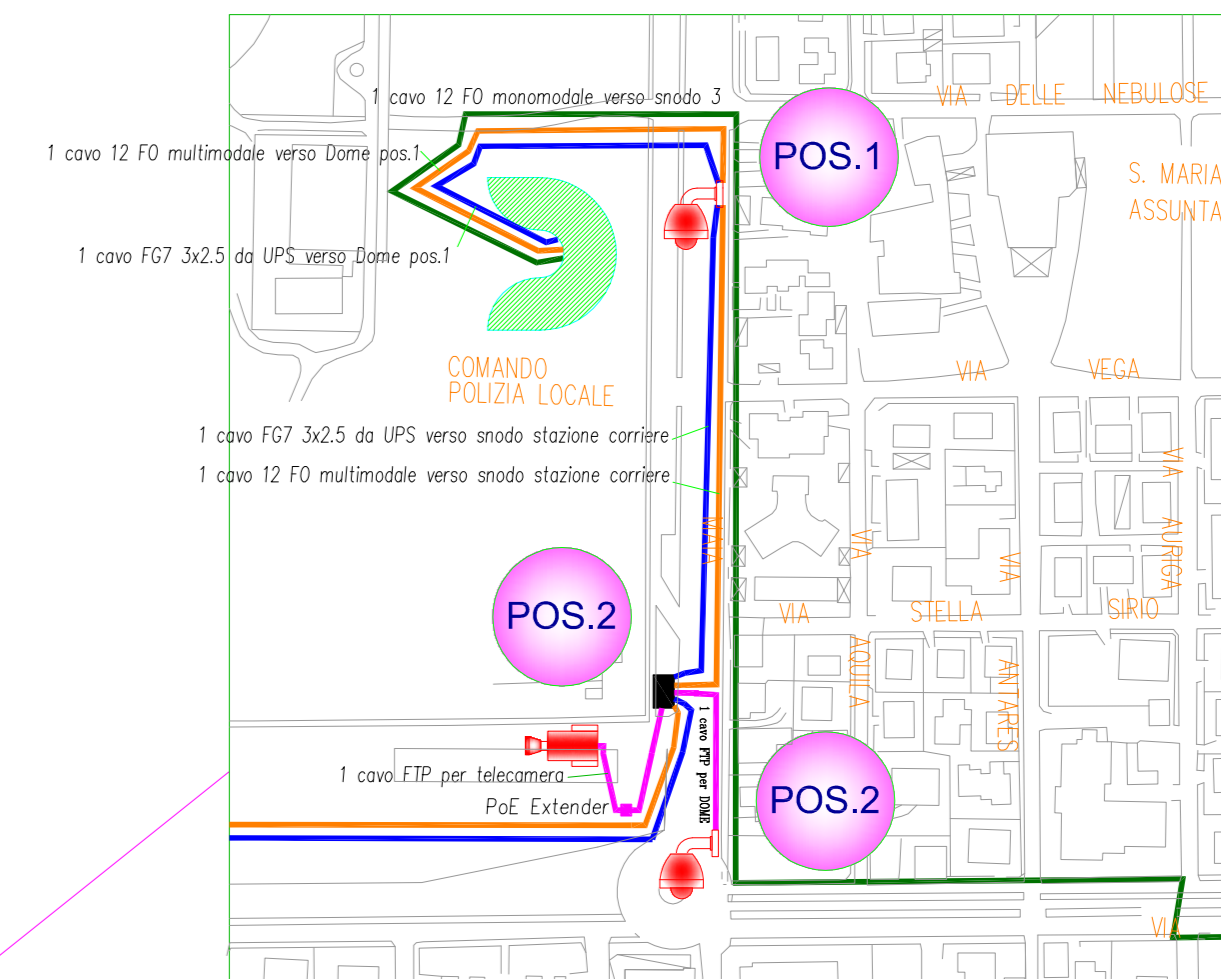 1 cavo 12 FO monomodale verso snodo 3
VIA DELLE NEBULOSE
1 cavo 12 FO multimodale verso Dome pos.1
POS.1
S. MARIA
ASSUNTA
1 cavo FG7 3x2.5 da UPS verso Dome pos.1
COMANDO
POLIZIA LOCALE
VIA VEGA
1 cavo FG7 3x2.5 da UPS verso snodo stazione corriere
1 cavo 12 FO multimodale verso snodo stazione corriere
MAIA
VIA AQUILA
VIA ANTARES
VIA AURIGA
POS.2
VIA STELLA SIRIO
1 cavo FTP per DOME
1 cavo FTP per telecamera
PoE Extender
POS.2
VIA